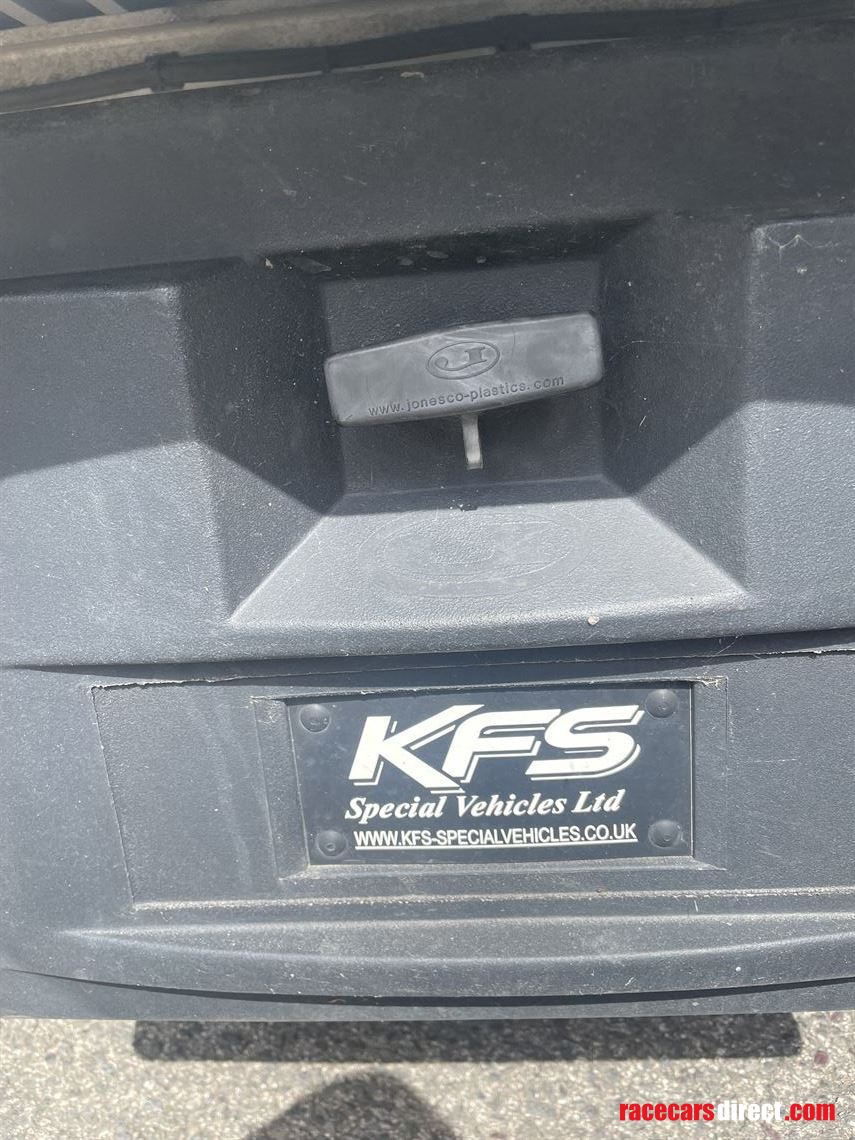 J
www.jonesco-plastics.com
KFS
Special Vehicles Ltd
WWW.KFS-SPECIALVEHICLES.CO.UK
racecarsdirect.com